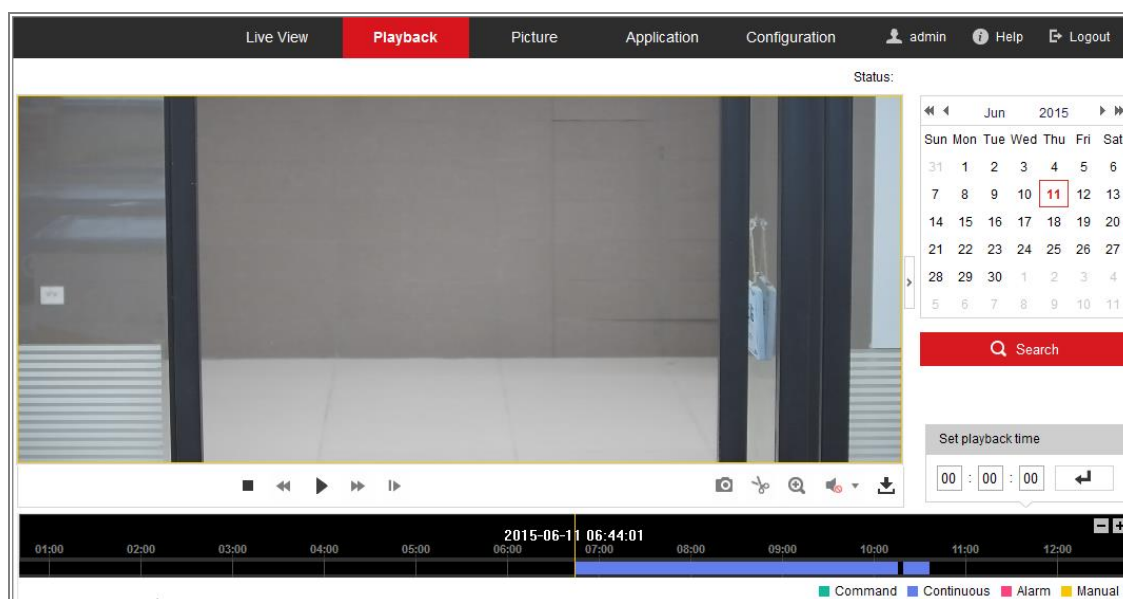 Live View Playback Picture Application Configuration admin Help Logout
Status:
Jun 2015
Sun Mon Tue Wed Thu Fri Sat
31 1 2 3 4 5 6
7 8 9 10 11 12 13
14 15 16 17 18 19 20
21 22 23 24 25 26 27
28 29 30 1 2 3 4
5 6 7 8 9 10 11
Search
Set playback time
00 : 00 : 00
2015-06-11 06:44:01
01:00 02:00 03:00 04:00 05:00 06:00 07:00 08:00 09:00 10:00 11:00 12:00
Command Continuous Alarm Manual